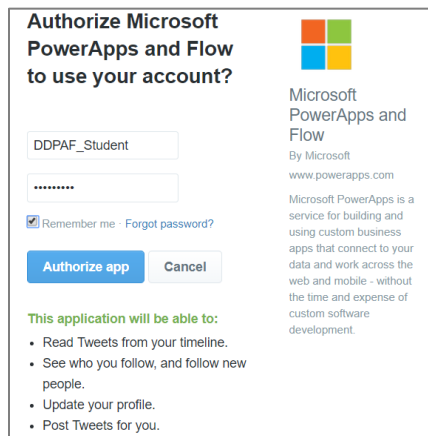 Authorize Microsoft
PowerApps and Flow
to use your account?
DDPAF_Student
•••••••••
Remember me · Forgot password?
Authorize app
Cancel
This application will be able to:
• Read Tweets from your timeline.
• See who you follow, and follow new
people.
• Update your profile.
• Post Tweets for you.
Microsoft
PowerApps and
Flow
By Microsoft
www.powerapps.com
Microsoft PowerApps is a
service for building and
using custom business
apps that connect to your
data and work across the
web and mobile - without
the time and expense of
custom software
development.